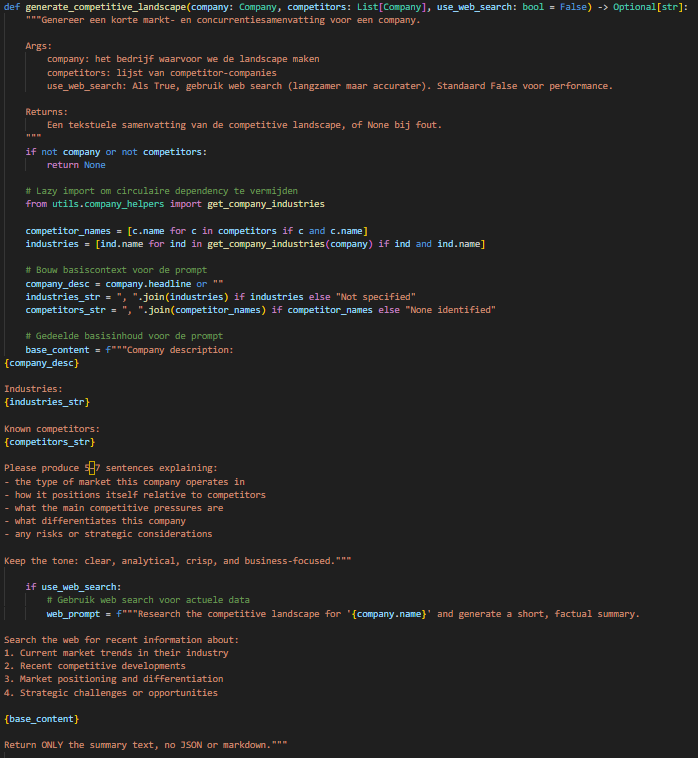 def generate_competitive_landscape(company: Company, competitors: List[Company], use_web_search: bool = False) -> Optional[str]:
    """Genereer een korte markt- en concurrentiesamenvatting voor een company.

    Args:
        company: het bedrijf waarvoor we de landscape maken
        competitors: lijst van competitor-companies
        use_web_search: Als True, gebruik web search (langzamer maar accurater). Standaard False voor performance.

    Returns:
        Een tekstuele samenvatting van de competitive landscape, of None bij fout.
    """
    if not company or not competitors:
        return None

    # Lazy import om circulaire dependency te vermijden
    from utils.company_helpers import get_company_industries

    competitor_names = [c.name for c in competitors if c and c.name]
    industries = [ind.name for ind in get_company_industries(company) if ind and ind.name]

    # Bouw basiscontext voor de prompt
    company_desc = company.headline or ""
    industries_str = ", ".join(industries) if industries else "Not specified"
    competitors_str = ", ".join(competitor_names) if competitor_names else "None identified"

    # Gedeelde basisinhoud voor de prompt
    base_content = f"""Company description:
{company_desc}

Industries:
{industries_str}

Known competitors:
{competitors_str}

Please produce 5–7 sentences explaining:
- the type of market this company operates in
- how it positions itself relative to competitors
- what the main competitive pressures are
- what differentiates this company
- any risks or strategic considerations

Keep the tone: clear, analytical, crisp, and business-focused."""

    if use_web_search:
        # Gebruik web search voor actuele data
        web_prompt = f"""Research the competitive landscape for '{company.name}' and generate a short, factual summary.

Search the web for recent information about:
1. Current market trends in their industry
2. Recent competitive developments
3. Market positioning and differentiation
4. Strategic challenges or opportunities

{base_content}

Return ONLY the summary text, no JSON or markdown."""